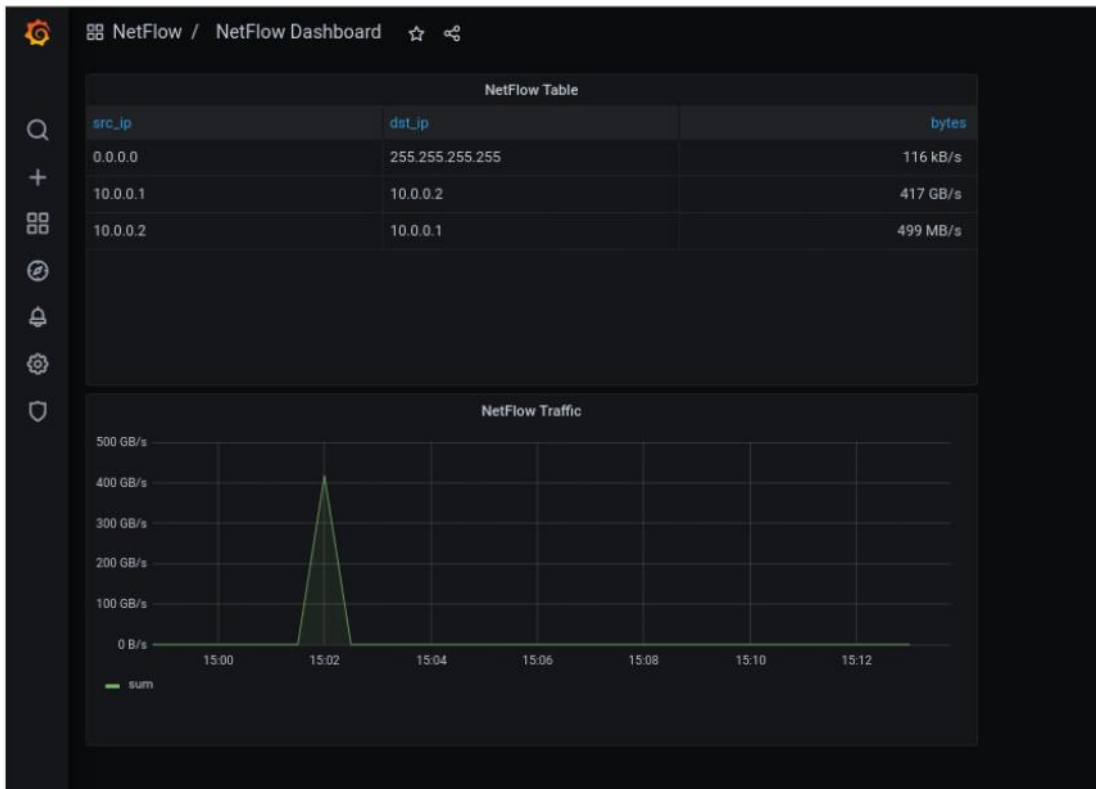 NetFlow / NetFlow Dashboard
NetFlow Table
src_ip dst_ip bytes
0.0.0.0 255.255.255.255 116 kB/s
10.0.0.1 10.0.0.2 417 GB/s
10.0.0.2 10.0.0.1 499 MB/s
NetFlow Traffic
500 GB/s
400 GB/s
300 GB/s
200 GB/s
100 GB/s
0 B/s
15:00 15:02 15:04 15:06 15:08 15:10 15:12
sum